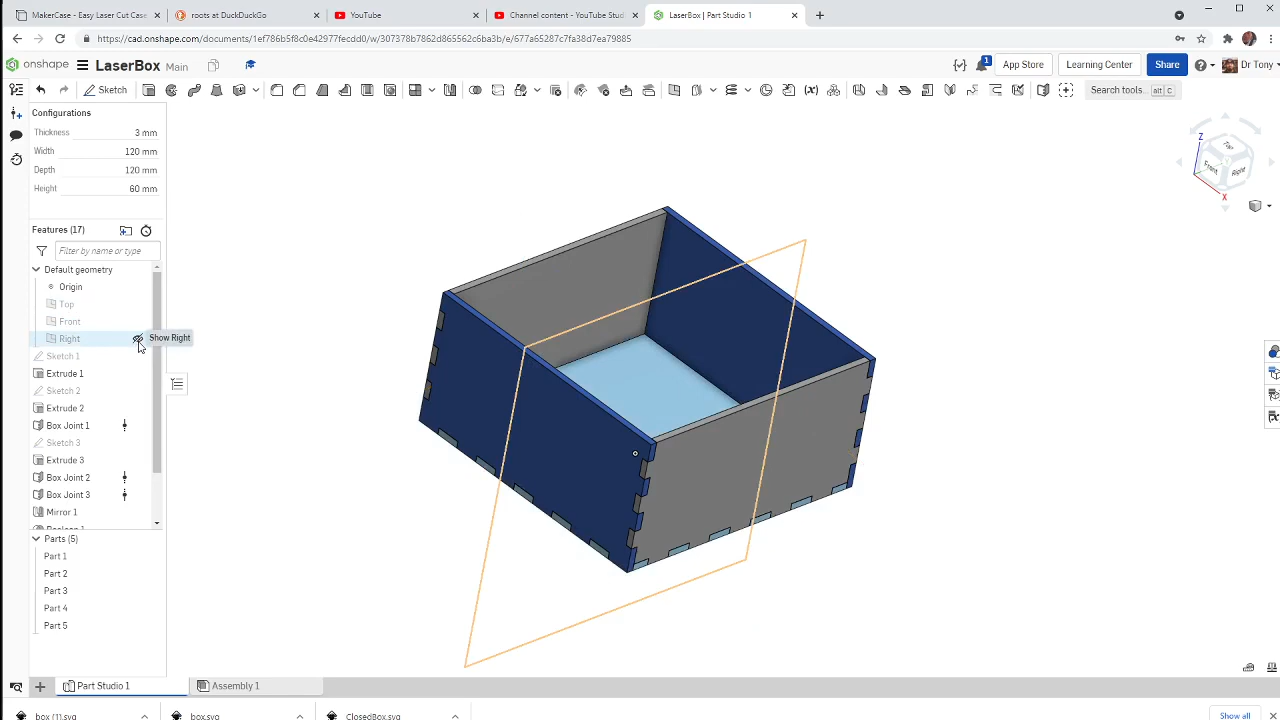 MakerCase - Easy Laser Cut Case
roots at DuckDuckGo
YouTube
Channel content - YouTube Stud
LaserBox | Part Studio 1
https://cad.onshape.com/documents/1ef786b5f8c0e42977fecdd0/w/307378b7862d865562c6ba3b/e/677a65287c7fa38d7ea79885
onshape
LaserBox Main
1
App Store
Learning Center
Share
Dr Tony
Sketch
Search tools...
alt C
Configurations
Thickness 3 mm
Width 120 mm
Depth 120 mm
Height 60 mm
Features (17)
Filter by name or type
Default geometry
Origin
Top
Front
Right
Show Right
Sketch 1
Extrude 1
Sketch 2
Extrude 2
Box Joint 1
Sketch 3
Extrude 3
Box Joint 2
Box Joint 3
Mirror 1
Boolean 1
Parts (5)
Part 1
Part 2
Part 3
Part 4
Part 5
Z
Top
Front
Right
X
Part Studio 1
Assembly 1
box (1).svg
box.svg
ClosedBox.svg
Show all